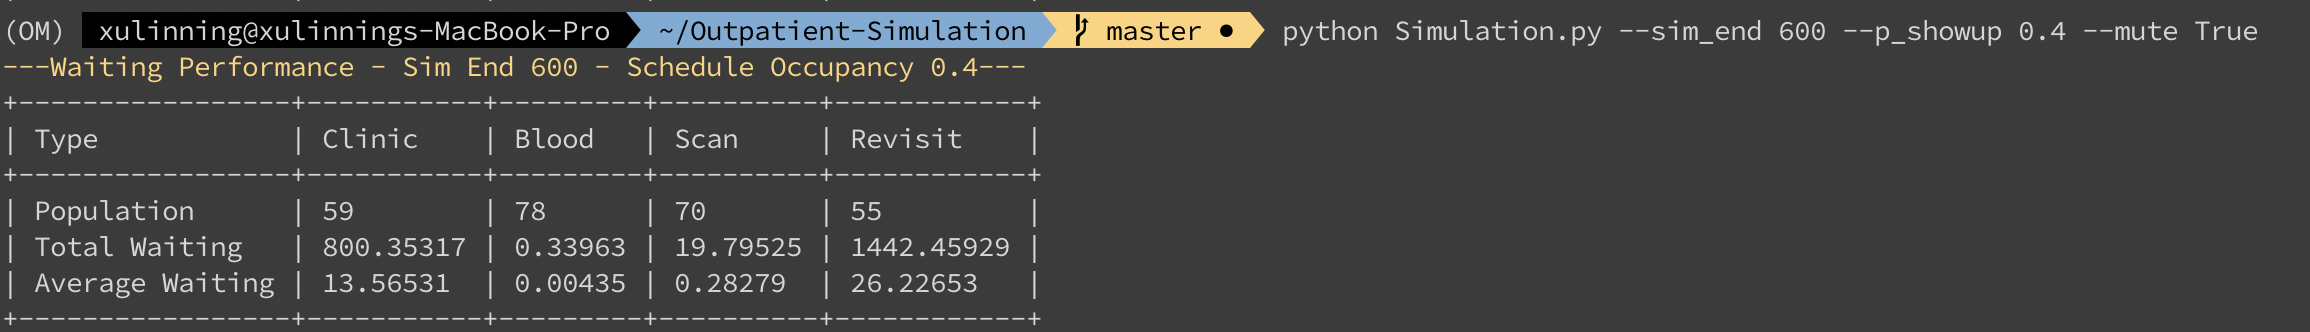 (OM) xulinning@xulinnings-MacBook-Pro ~/Outpatient-Simulation master ● python Simulation.py --sim_end 600 --p_showup 0.4 --mute True
---Waiting Performance - Sim End 600 - Schedule Occupancy 0.4---
+----------------+-----------+---------+----------+------------+
| Type           | Clinic    | Blood   | Scan     | Revisit    |
+----------------+-----------+---------+----------+------------+
| Population     | 59        | 78      | 70       | 55         |
| Total Waiting  | 800.35317 | 0.33963 | 19.79525 | 1442.45929 |
| Average Waiting | 13.56531  | 0.00435 | 0.28279  | 26.22653   |
+----------------+-----------+---------+----------+------------+